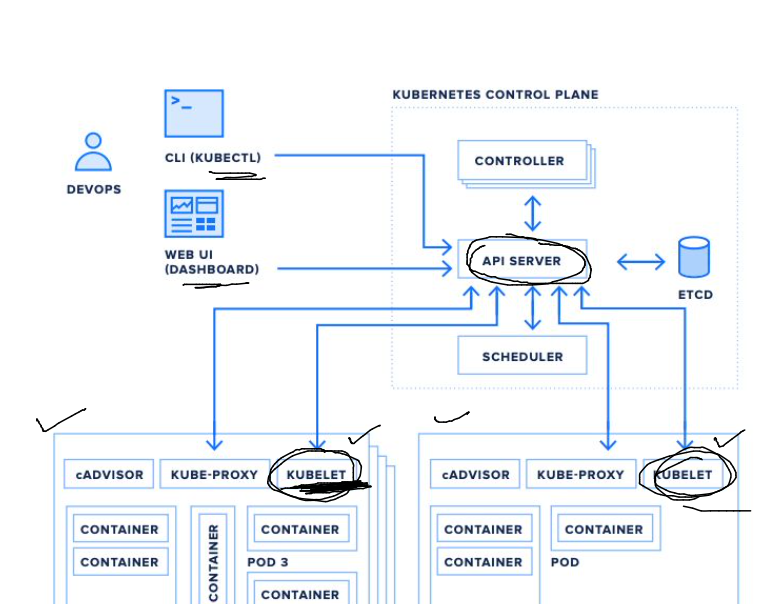 KUBERNETES CONTROL PLANE
>_
CLI (KUBECTL)
CONTROLLER
DEVOPS
WEB UI
(DASHBOARD)
API SERVER
ETCD
SCHEDULER
cADVISOR
KUBE-PROXY
KUBELET
cADVISOR
KUBE-PROXY
KUBELET
CONTAINER
CONTAINER
CONTAINER
CONTAINER
POD 3
CONTAINER
CONTAINER
CONTAINER
CONTAINER
POD